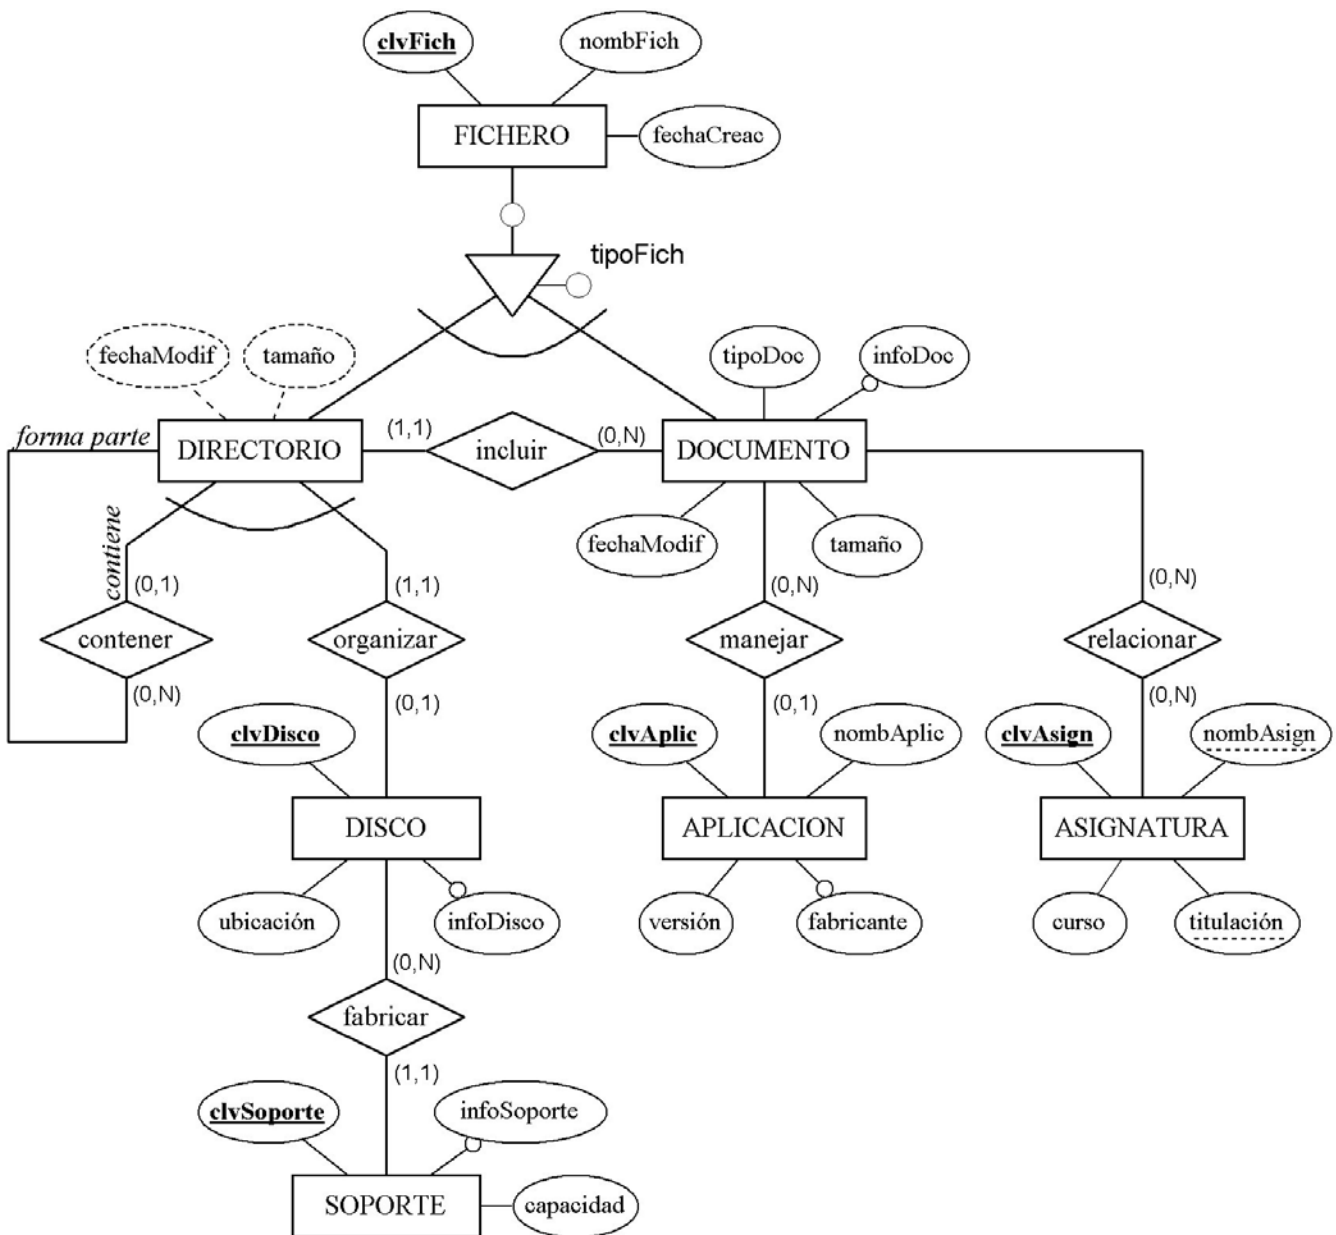 clvFich
nombFich
FICHERO
fechaCreac
tipoFich
fechaModif
tamaño
tipoDoc
infoDoc
forma parte
DIRECTORIO
(1,1)
incluir
(0,N)
DOCUMENTO
contiene
fechaModif
tamaño
(0,1)
(1,1)
(0,N)
(0,N)
contener
organizar
manejar
relacionar
(0,N)
(0,1)
(0,1)
(0,N)
clvDisco
clvAplic
nombAplic
clvAsign
nombAsign
DISCO
APLICACION
ASIGNATURA
ubicación
infoDisco
versión
fabricante
curso
titulación
(0,N)
fabricar
(1,1)
clvSoporte
infoSoporte
SOPORTE
capacidad